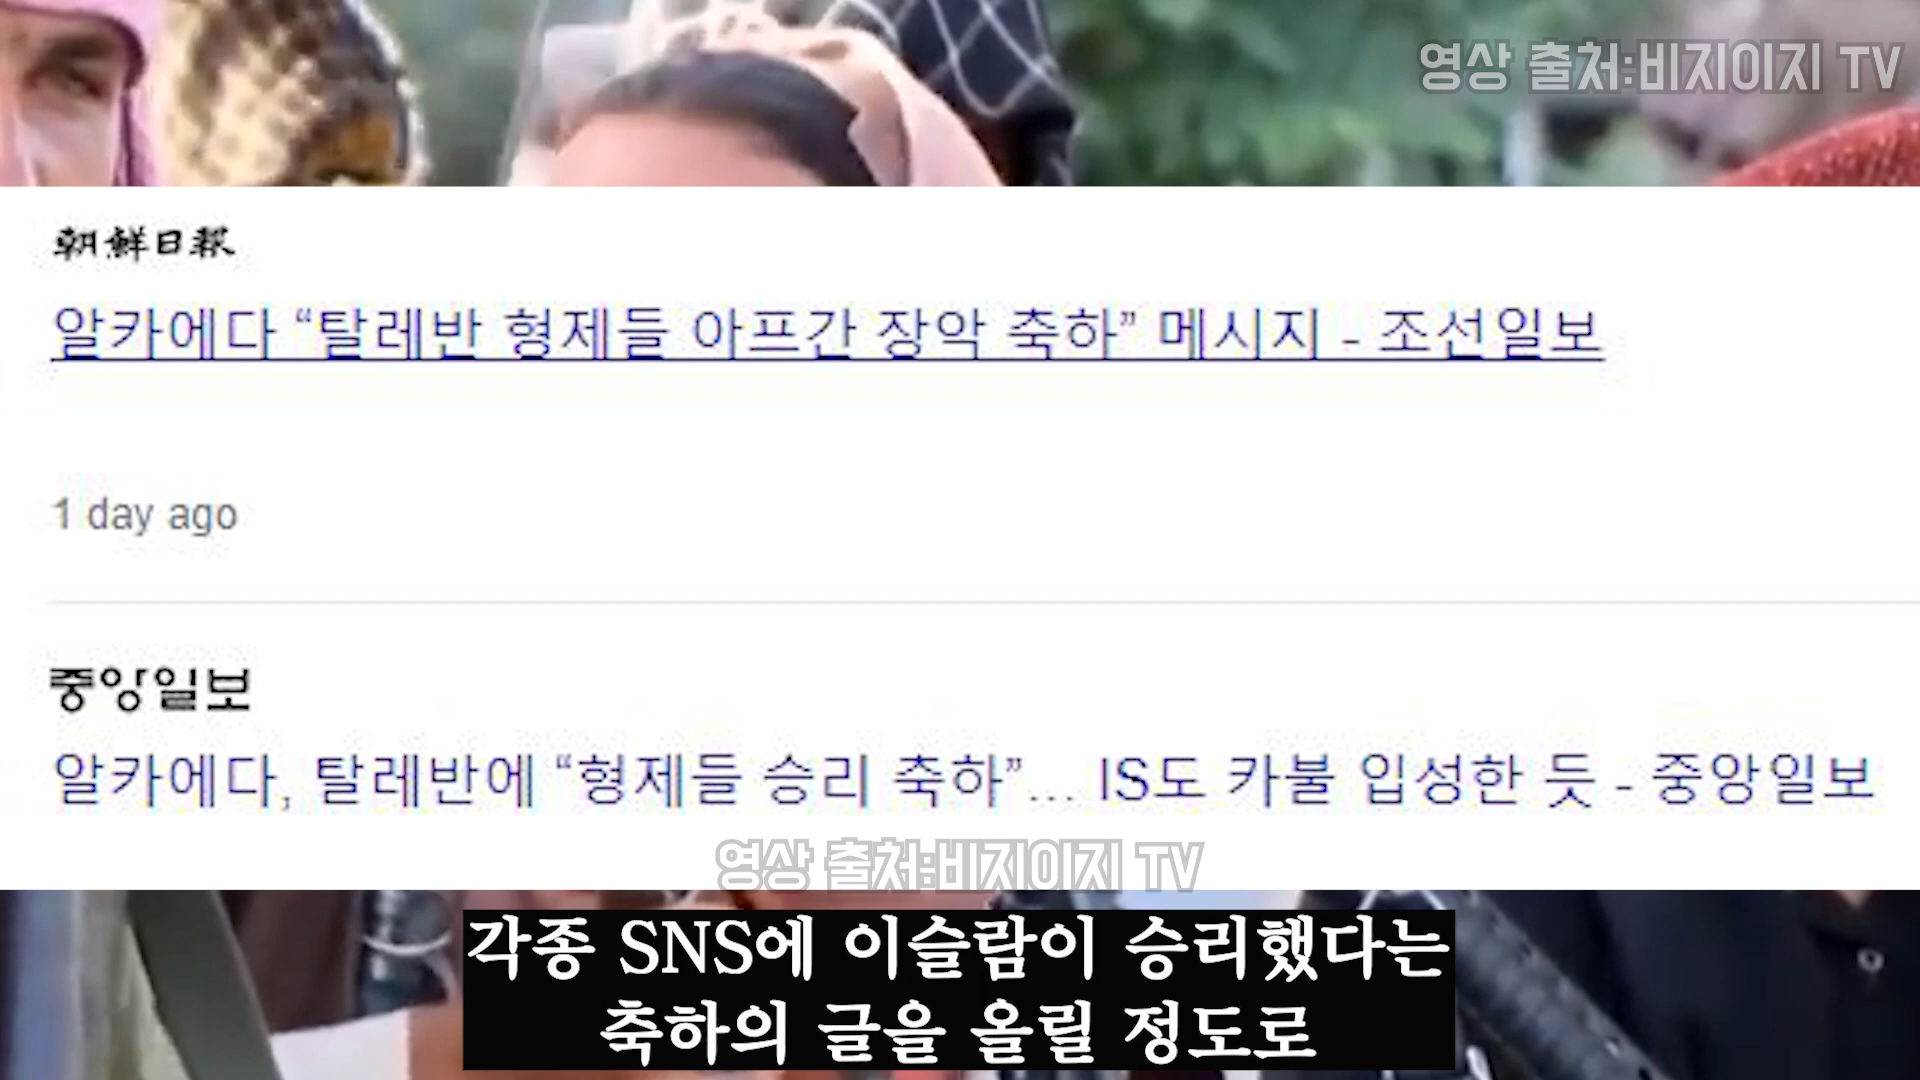 영상 출처:비지이지 TV
朝鮮日報
알카에다 “탈레반 형제들 아프간 장악 축하” 메시지 - 조선일보
1 day ago
중앙일보
알카에다, 탈레반에 “형제들 승리 축하”... IS도 카불 입성한 듯 - 중앙일보
영상 출처:비지이지 TV
각종 SNS에 이슬람이 승리했다는
축하의 글을 올릴 정도로